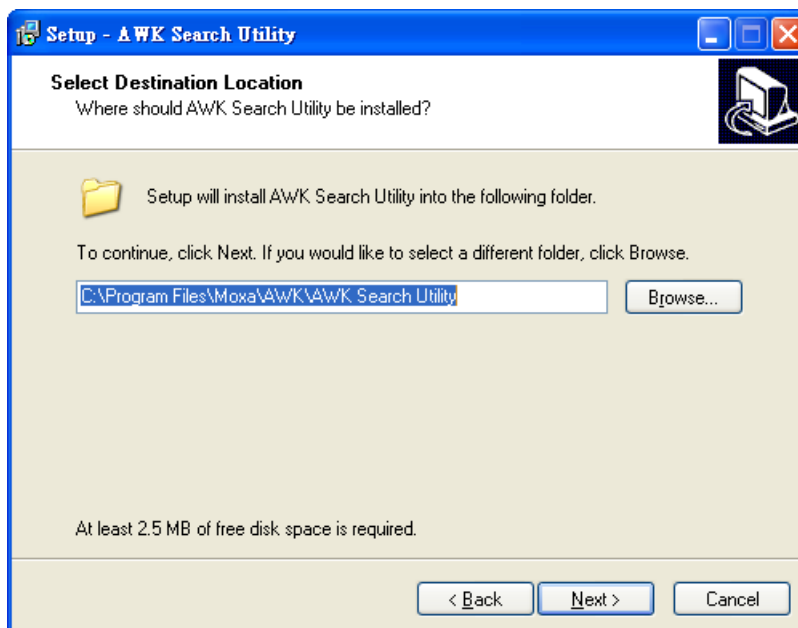 Setup - AWK Search Utility
Select Destination Location
Where should AWK Search Utility be installed?
Setup will install AWK Search Utility into the following folder.
To continue, click Next. If you would like to select a different folder, click Browse.
C:\Program Files\Moxa\AWK\AWK Search Utility
Browse...
At least 2.5 MB of free disk space is required.
< Back
Next >
Cancel